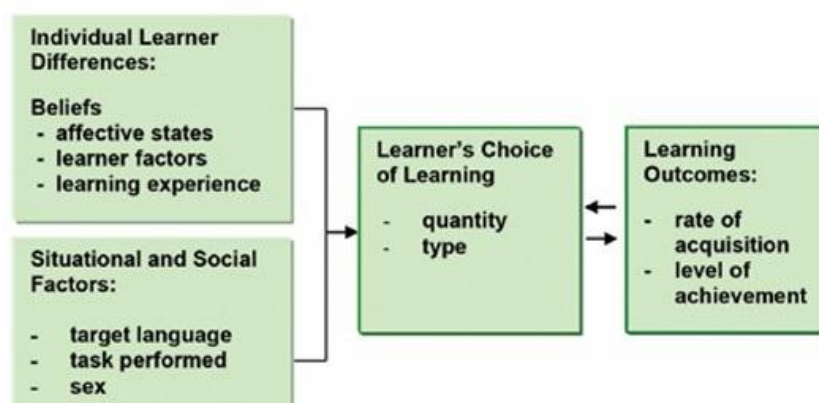 Individual Learner
Differences:
Beliefs
- affective states
- learner factors
- learning experience
Situational and Social
Factors:
- target language
- task performed
- sex
Learner's Choice
of Learning
- quantity
- type
Learning
Outcomes:
- rate of
acquisition
- level of
achievement